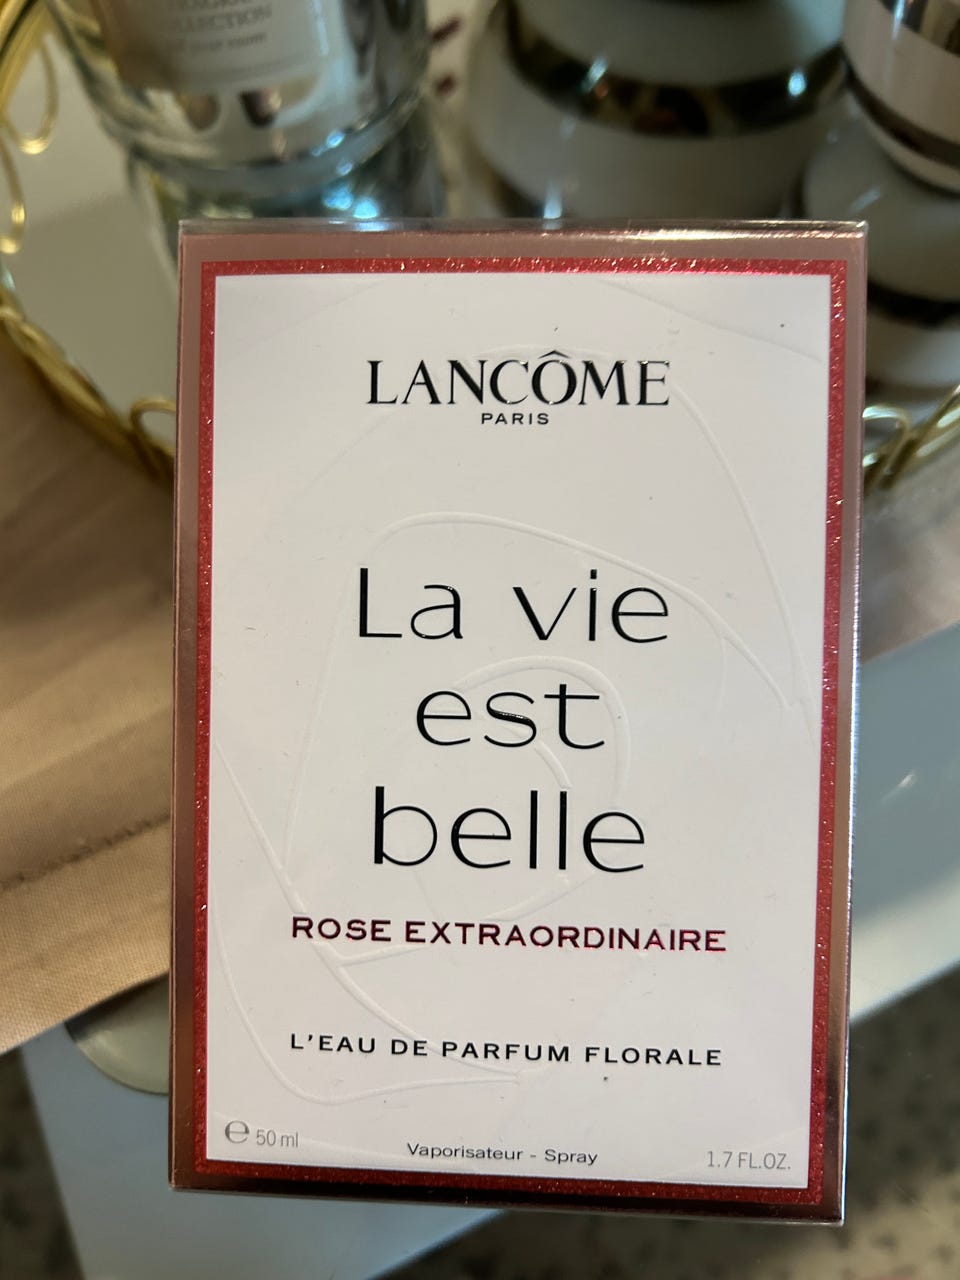 COLLECTION
LANCÔME
PARIS
La vie
est
belle
ROSE EXTRAORDINAIRE
L'EAU DE PARFUM FLORALE
℮ 50 ml
Vaporisateur - Spray
1.7 FL.OZ.